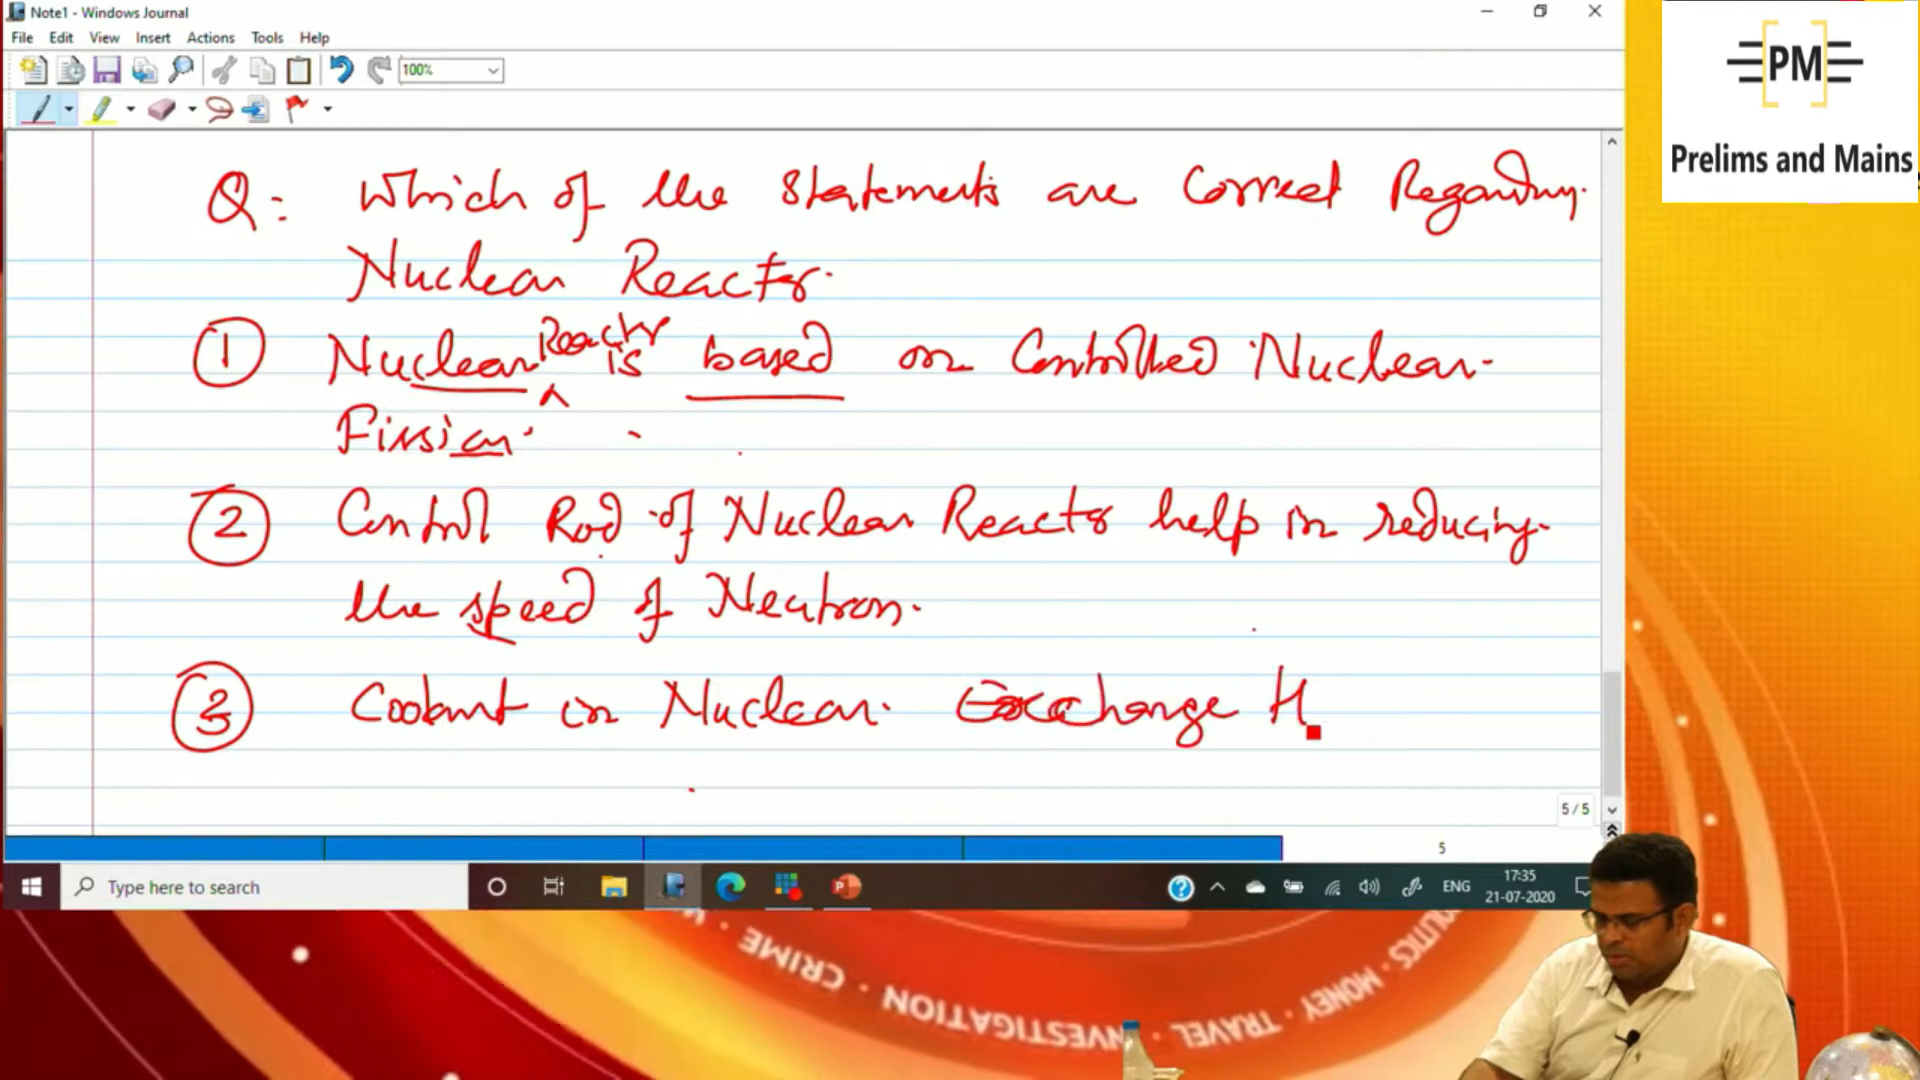 Note1 - Windows Journal
File Edit View Insert Actions Tools Help
100%
PM
Prelims and Mains
Q: Which of the Statements are Correct Regarding
Nuclear Reactor.
1 Nuclear Reactor is based on Controlled Nuclear
Fission.
2 Control Rod of Nuclear Reactor help in reducing
the speed of Neutron.
3 Coolant in Nuclear. Exchange H
5 / 5
5
Type here to search
ENG
17:35
21-07-2020
INVESTIGATION · CRIME ·
POLITICS · MONEY · TRAVEL ·